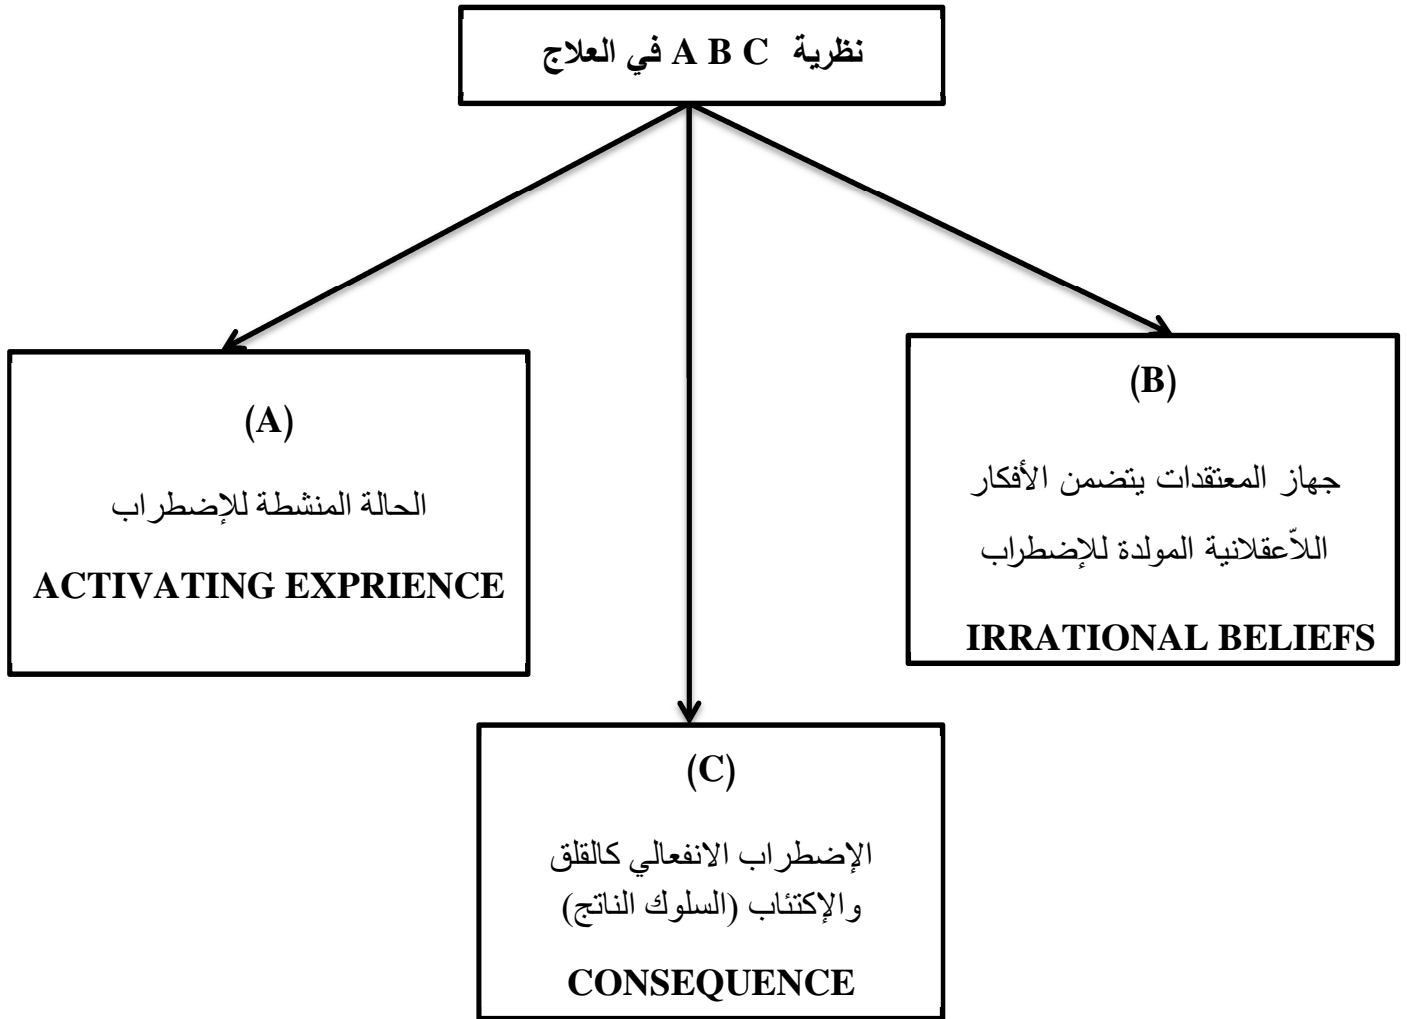 نظرية A B C في العلاج
(B)
جهاز المعتقدات يتضمن الأفكار
اللاّعقلانية المولدة للإضطراب
IRRATIONAL BELIEFS
(A)
الحالة المنشطة للإضطراب
ACTIVATING EXPRIENCE
(C)
الإضطراب الانفعالي كالقلق
والإكتئاب (السلوك الناتج)
CONSEQUENCE